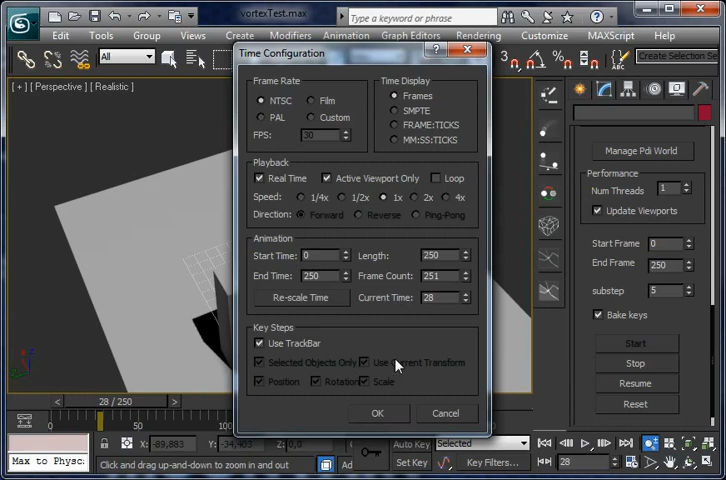 vortexTest.max
Type a keyword or phrase
Edit Tools Group Views Create Modifiers Animation Graph Editors Rendering Customize MAXScript Help
All
Create Selection Se
[ + ] [ Perspective ] [ Realistic ]
Time Configuration
Frame Rate
NTSC Film
PAL Custom
FPS: 30
Time Display
Frames
SMPTE
FRAME:TICKS
MM:SS:TICKS
Playback
Real Time Active Viewport Only Loop
Speed: 1/4x 1/2x 1x 2x 4x
Direction: Forward Reverse Ping-Pong
Animation
Start Time: 0 Length: 250
End Time: 250 Frame Count: 251
Re-scale Time Current Time: 28
Key Steps
Use TrackBar
Selected Objects Only Use Current Transform
Position Rotation Scale
OK Cancel
Manage Pdi World
Performance
Num Threads 1
Update Viewports
Start Frame 0
End Frame 250
substep 5
Bake keys
Start
Stop
Resume
Reset
28 / 250
X: -89,883 Y: -34,403 Z: 0,0
Auto Key Selected
Max to Physc
Click and drag up-and-down to zoom in and out
Ad
Set Key Key Filters... 28